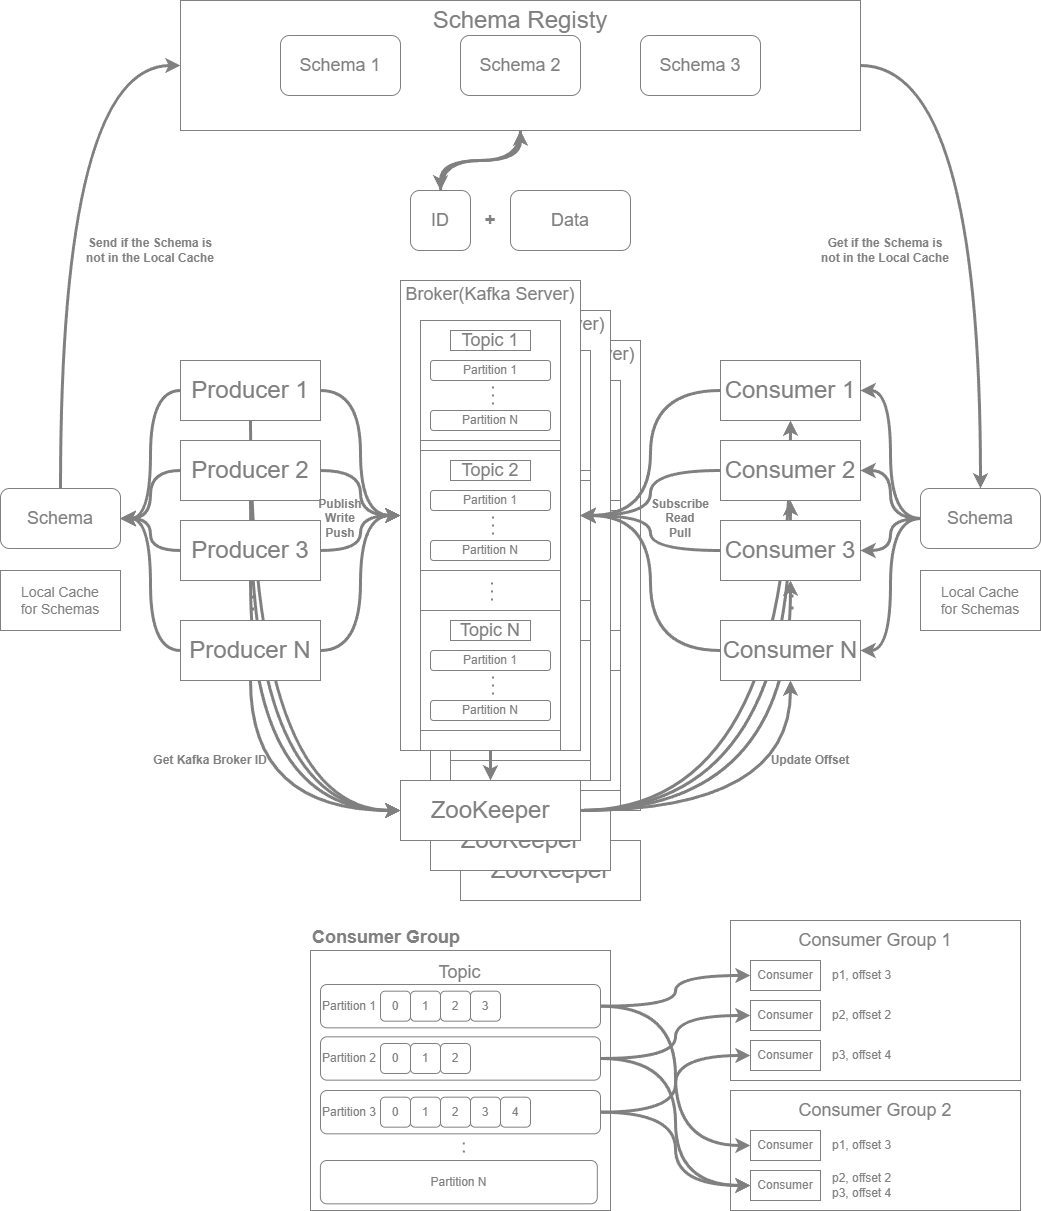 Schema Registy
Schema 1
Schema 2
Schema 3
ID
+
Data
Send if the Schema is
not in the Local Cache
Get if the Schema is
not in the Local Cache
Broker(Kafka Server)
ver)
ver)
Topic 1
Partition 1
Partition N
Topic 2
Partition 1
Partition N
Topic N
Partition 1
Partition N
Producer 1
Producer 2
Producer 3
Producer N
Publish
Write
Push
Schema
Local Cache
for Schemas
Consumer 1
Consumer 2
Consumer 3
Consumer N
Subscribe
Read
Pull
Schema
Local Cache
for Schemas
Get Kafka Broker ID
Update Offset
ZooKeeper
ZooKeeper
ZooKeeper
Consumer Group
Topic
Partition 1
0 1 2 3
Partition 2
0 1 2
Partition 3
0 1 2 3 4
Partition N
Consumer Group 1
Consumer p1, offset 3
Consumer p2, offset 2
Consumer p3, offset 4
Consumer Group 2
Consumer p1, offset 3
Consumer p2, offset 2
p3, offset 4